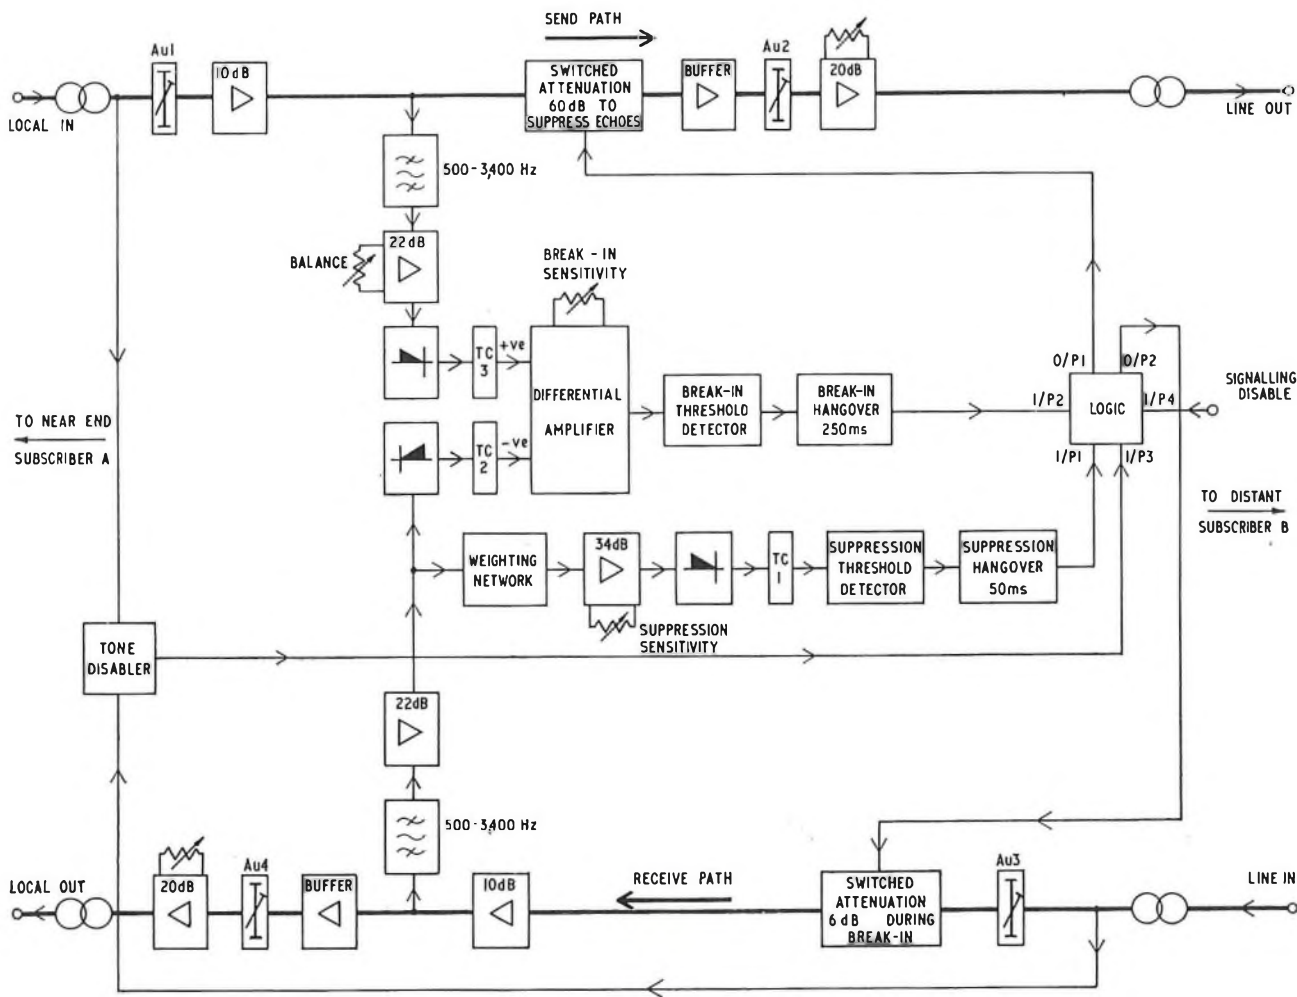 SEND PATH
Au1
10dB
LOCAL IN
SWITCHED
ATTENUATION
60dB TO
SUPPRESS ECHOES
BUFFER
Au2
20dB
LINE OUT
500-3,400 Hz
22dB
BALANCE
BREAK-IN
SENSITIVITY
TC
3
+ve
TC
2
-ve
DIFFERENTIAL
AMPLIFIER
BREAK-IN
THRESHOLD
DETECTOR
BREAK-IN
HANGOVER
250ms
O/P1
O/P2
I/P2
LOGIC
I/P4
I/P1
I/P3
SIGNALLING
DISABLE
TO NEAR END
SUBSCRIBER A
TO DISTANT
SUBSCRIBER B
WEIGHTING
NETWORK
34dB
SUPPRESSION
SENSITIVITY
TC
1
SUPPRESSION
THRESHOLD
DETECTOR
SUPPRESSION
HANGOVER
50ms
TONE
DISABLER
22dB
500-3,400 Hz
LOCAL OUT
20dB
Au4
BUFFER
10dB
RECEIVE PATH
SWITCHED
ATTENUATION
6dB DURING
BREAK-IN
Au3
LINE IN